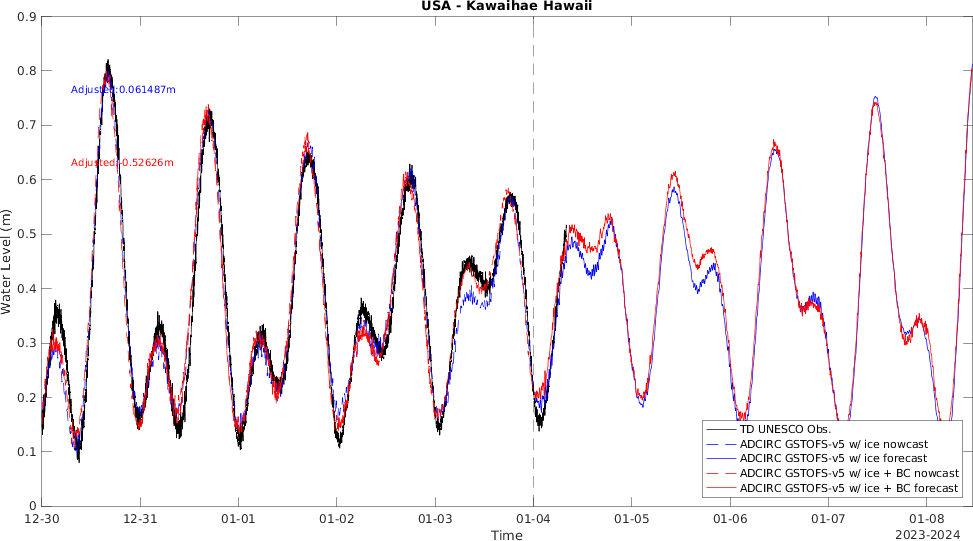 USA - Kawaihae Hawaii
0.9
0.8
0.7
0.6
0.5
0.4
0.3
0.2
0.1
0
Water Level (m)
Adjusted:0.061487m
Adjusted:-0.52626m
TD UNESCO Obs.
ADCIRC GSTOFS-v5 w/ ice nowcast
ADCIRC GSTOFS-v5 w/ ice forecast
ADCIRC GSTOFS-v5 w/ ice + BC nowcast
ADCIRC GSTOFS-v5 w/ ice + BC forecast
12-30 12-31 01-01 01-02 01-03 01-04 01-05 01-06 01-07 01-08
Time
2023-2024